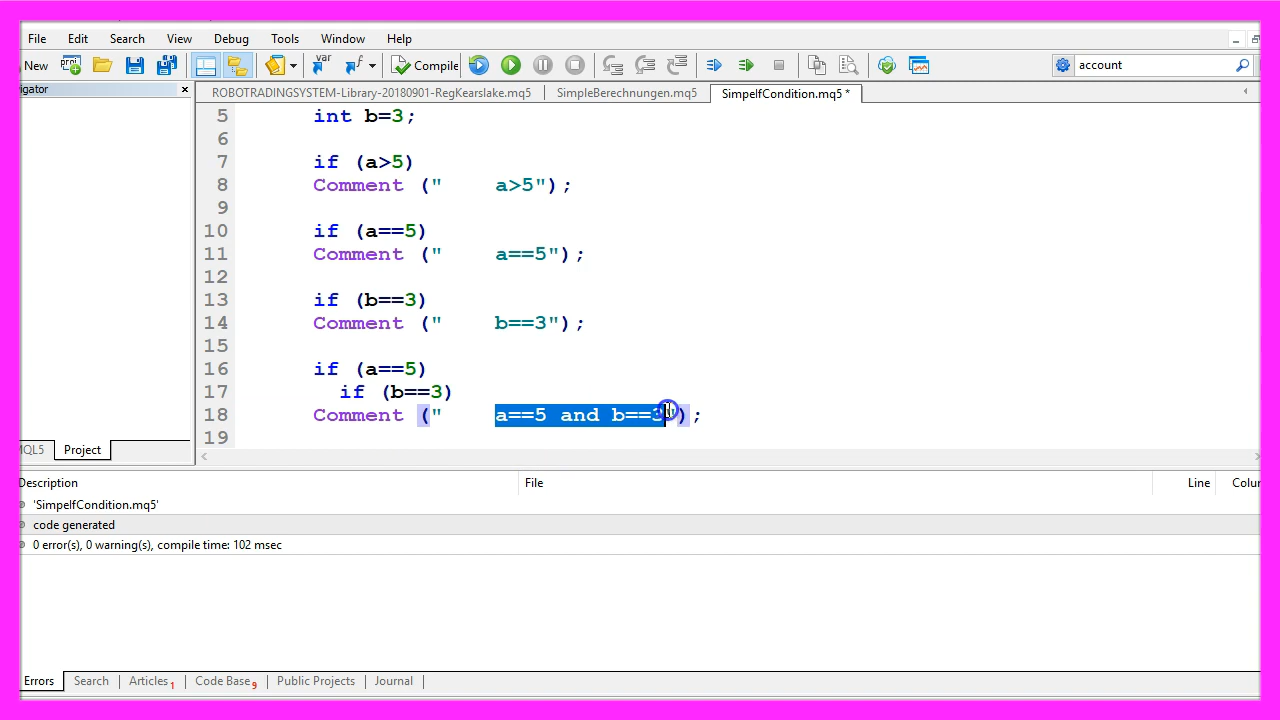 File Edit Search View Debug Tools Window Help
New Compile account
igator
ROBOTRADINGSYSTEM-Library-20180901-RegKearslake.mq5 SimpleBerechnungen.mq5 SimpelfCondition.mq5 *
5 int b=3;
6
7 if (a>5)
8 Comment (" a>5");
9
10 if (a==5)
11 Comment (" a==5");
12
13 if (b==3)
14 Comment (" b==3");
15
16 if (a==5)
17 if (b==3)
18 Comment (" a==5 and b==3");
19
MQL5 Project
Description File Line Colur
'SimpelfCondition.mq5'
code generated
0 error(s), 0 warning(s), compile time: 102 msec
Errors Search Articles 1 Code Base 9 Public Projects Journal